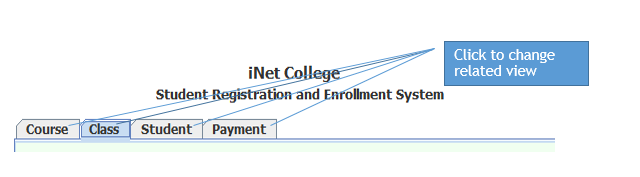 Click to change
related view
iNet College
Student Registration and Enrollment System
Course Class Student Payment